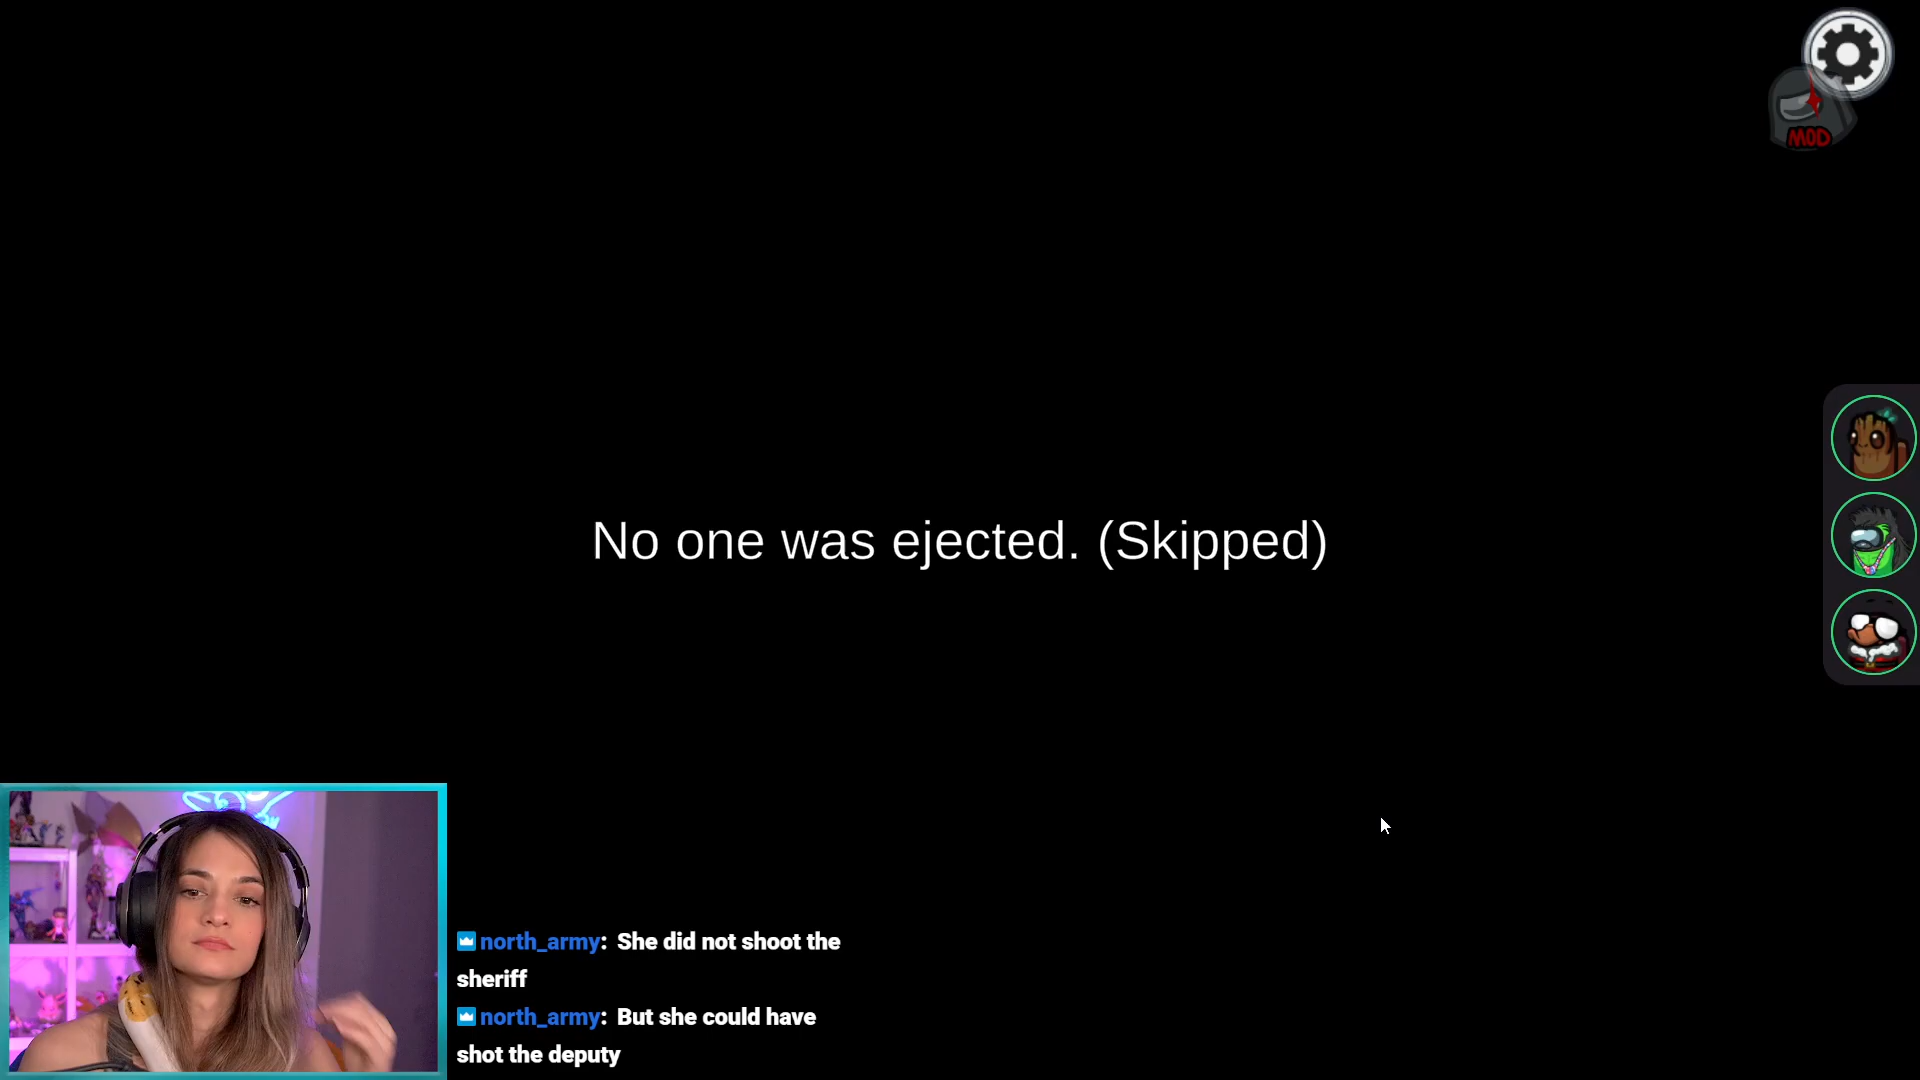 MOD
No one was ejected. (Skipped)
north_army: She did not shoot the
sheriff
north_army: But she could have
shot the deputy